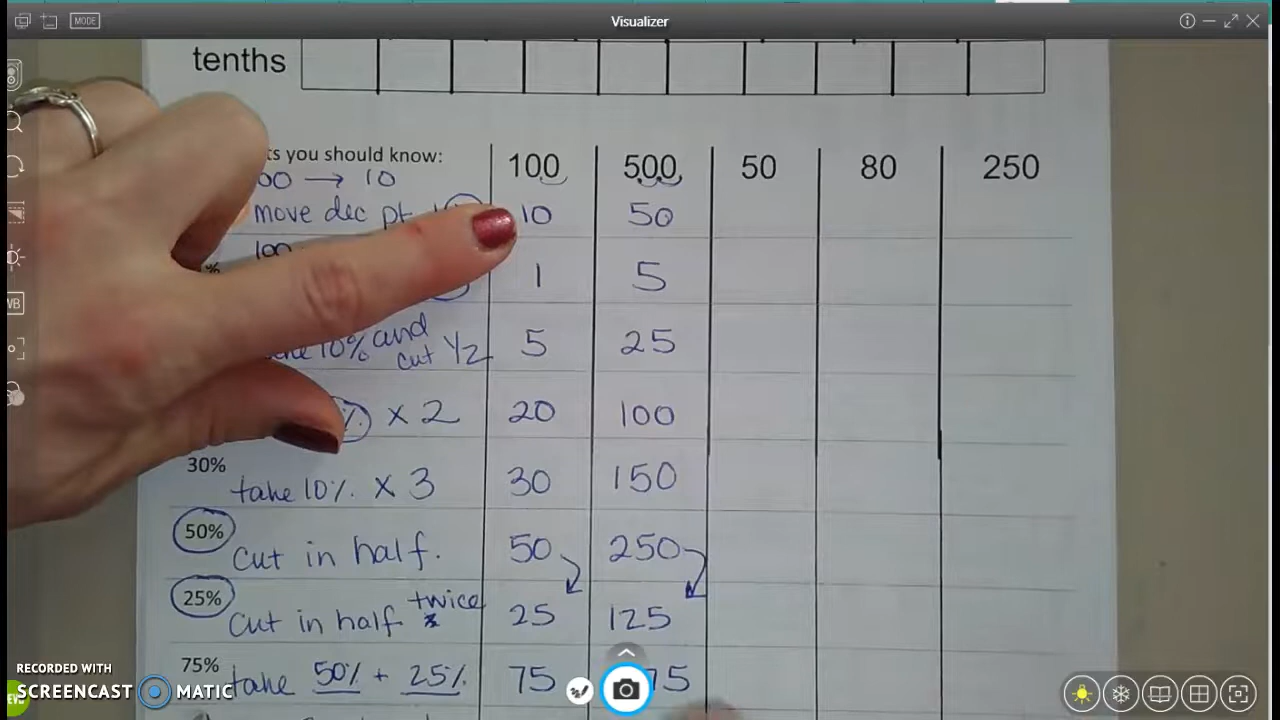 MODE
Visualizer
tenths
ts you should know: 100 500 50 80 250
00 → 10
move dec pt 10 50
100
% 1 5
10% and
cut 1/2 5 25
% x 2 20 100
30%
take 10% x 3 30 150
50%
cut in half. 50 250
25% twice
cut in half 25 125
75%
take 50% + 25% 75 75
RECORDED WITH
SCREENCAST MATIC
WB